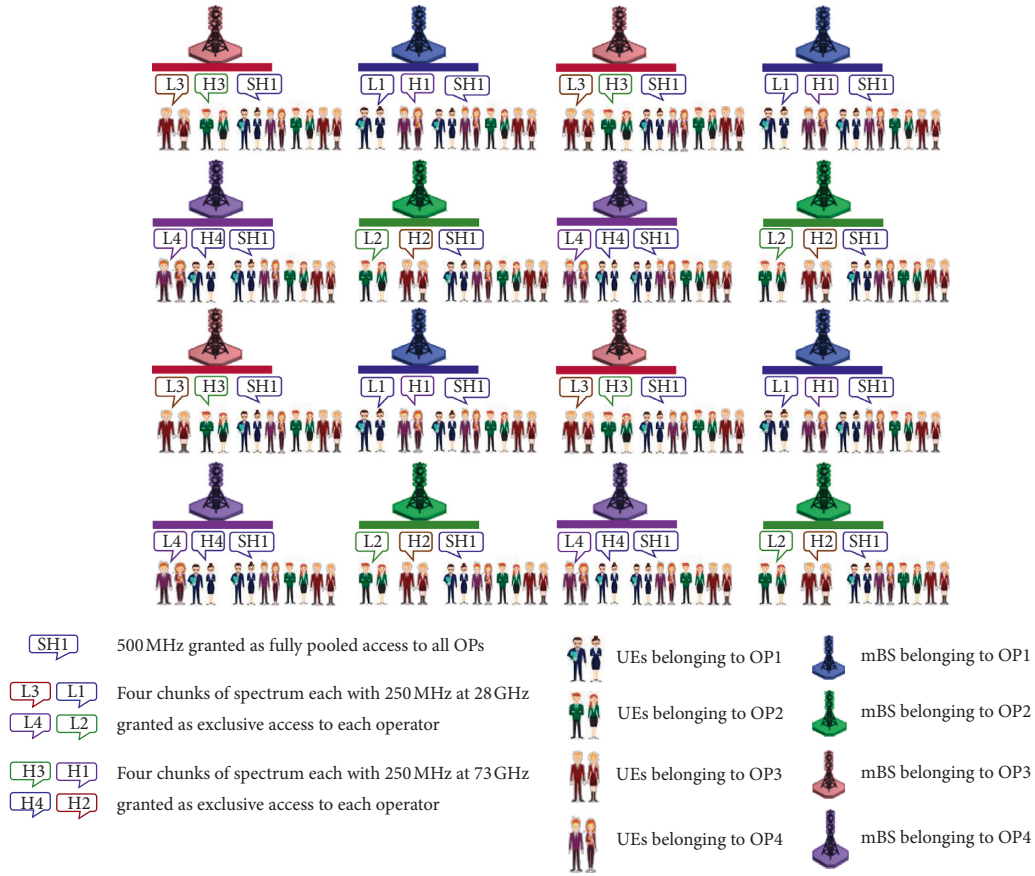 L3 H3 SH1 L1 H1 SH1 L3 H3 SH1 L1 H1 SH1
L4 H4 SH1 L2 H2 SH1 L4 H4 SH1 L2 H2 SH1
L3 H3 SH1 L1 H1 SH1 L3 H3 SH1 L1 H1 SH1
L4 H4 SH1 L2 H2 SH1 L4 H4 SH1 L2 H2 SH1
SH1 500 MHz granted as fully pooled access to all OPs
L3 L1 Four chunks of spectrum each with 250 MHz at 28 GHz
L4 L2 granted as exclusive access to each operator
H3 H1 Four chunks of spectrum each with 250 MHz at 73 GHz
H4 H2 granted as exclusive access to each operator
UEs belonging to OP1
mBS belonging to OP1
UEs belonging to OP2
mBS belonging to OP2
UEs belonging to OP3
mBS belonging to OP3
UEs belonging to OP4
mBS belonging to OP4